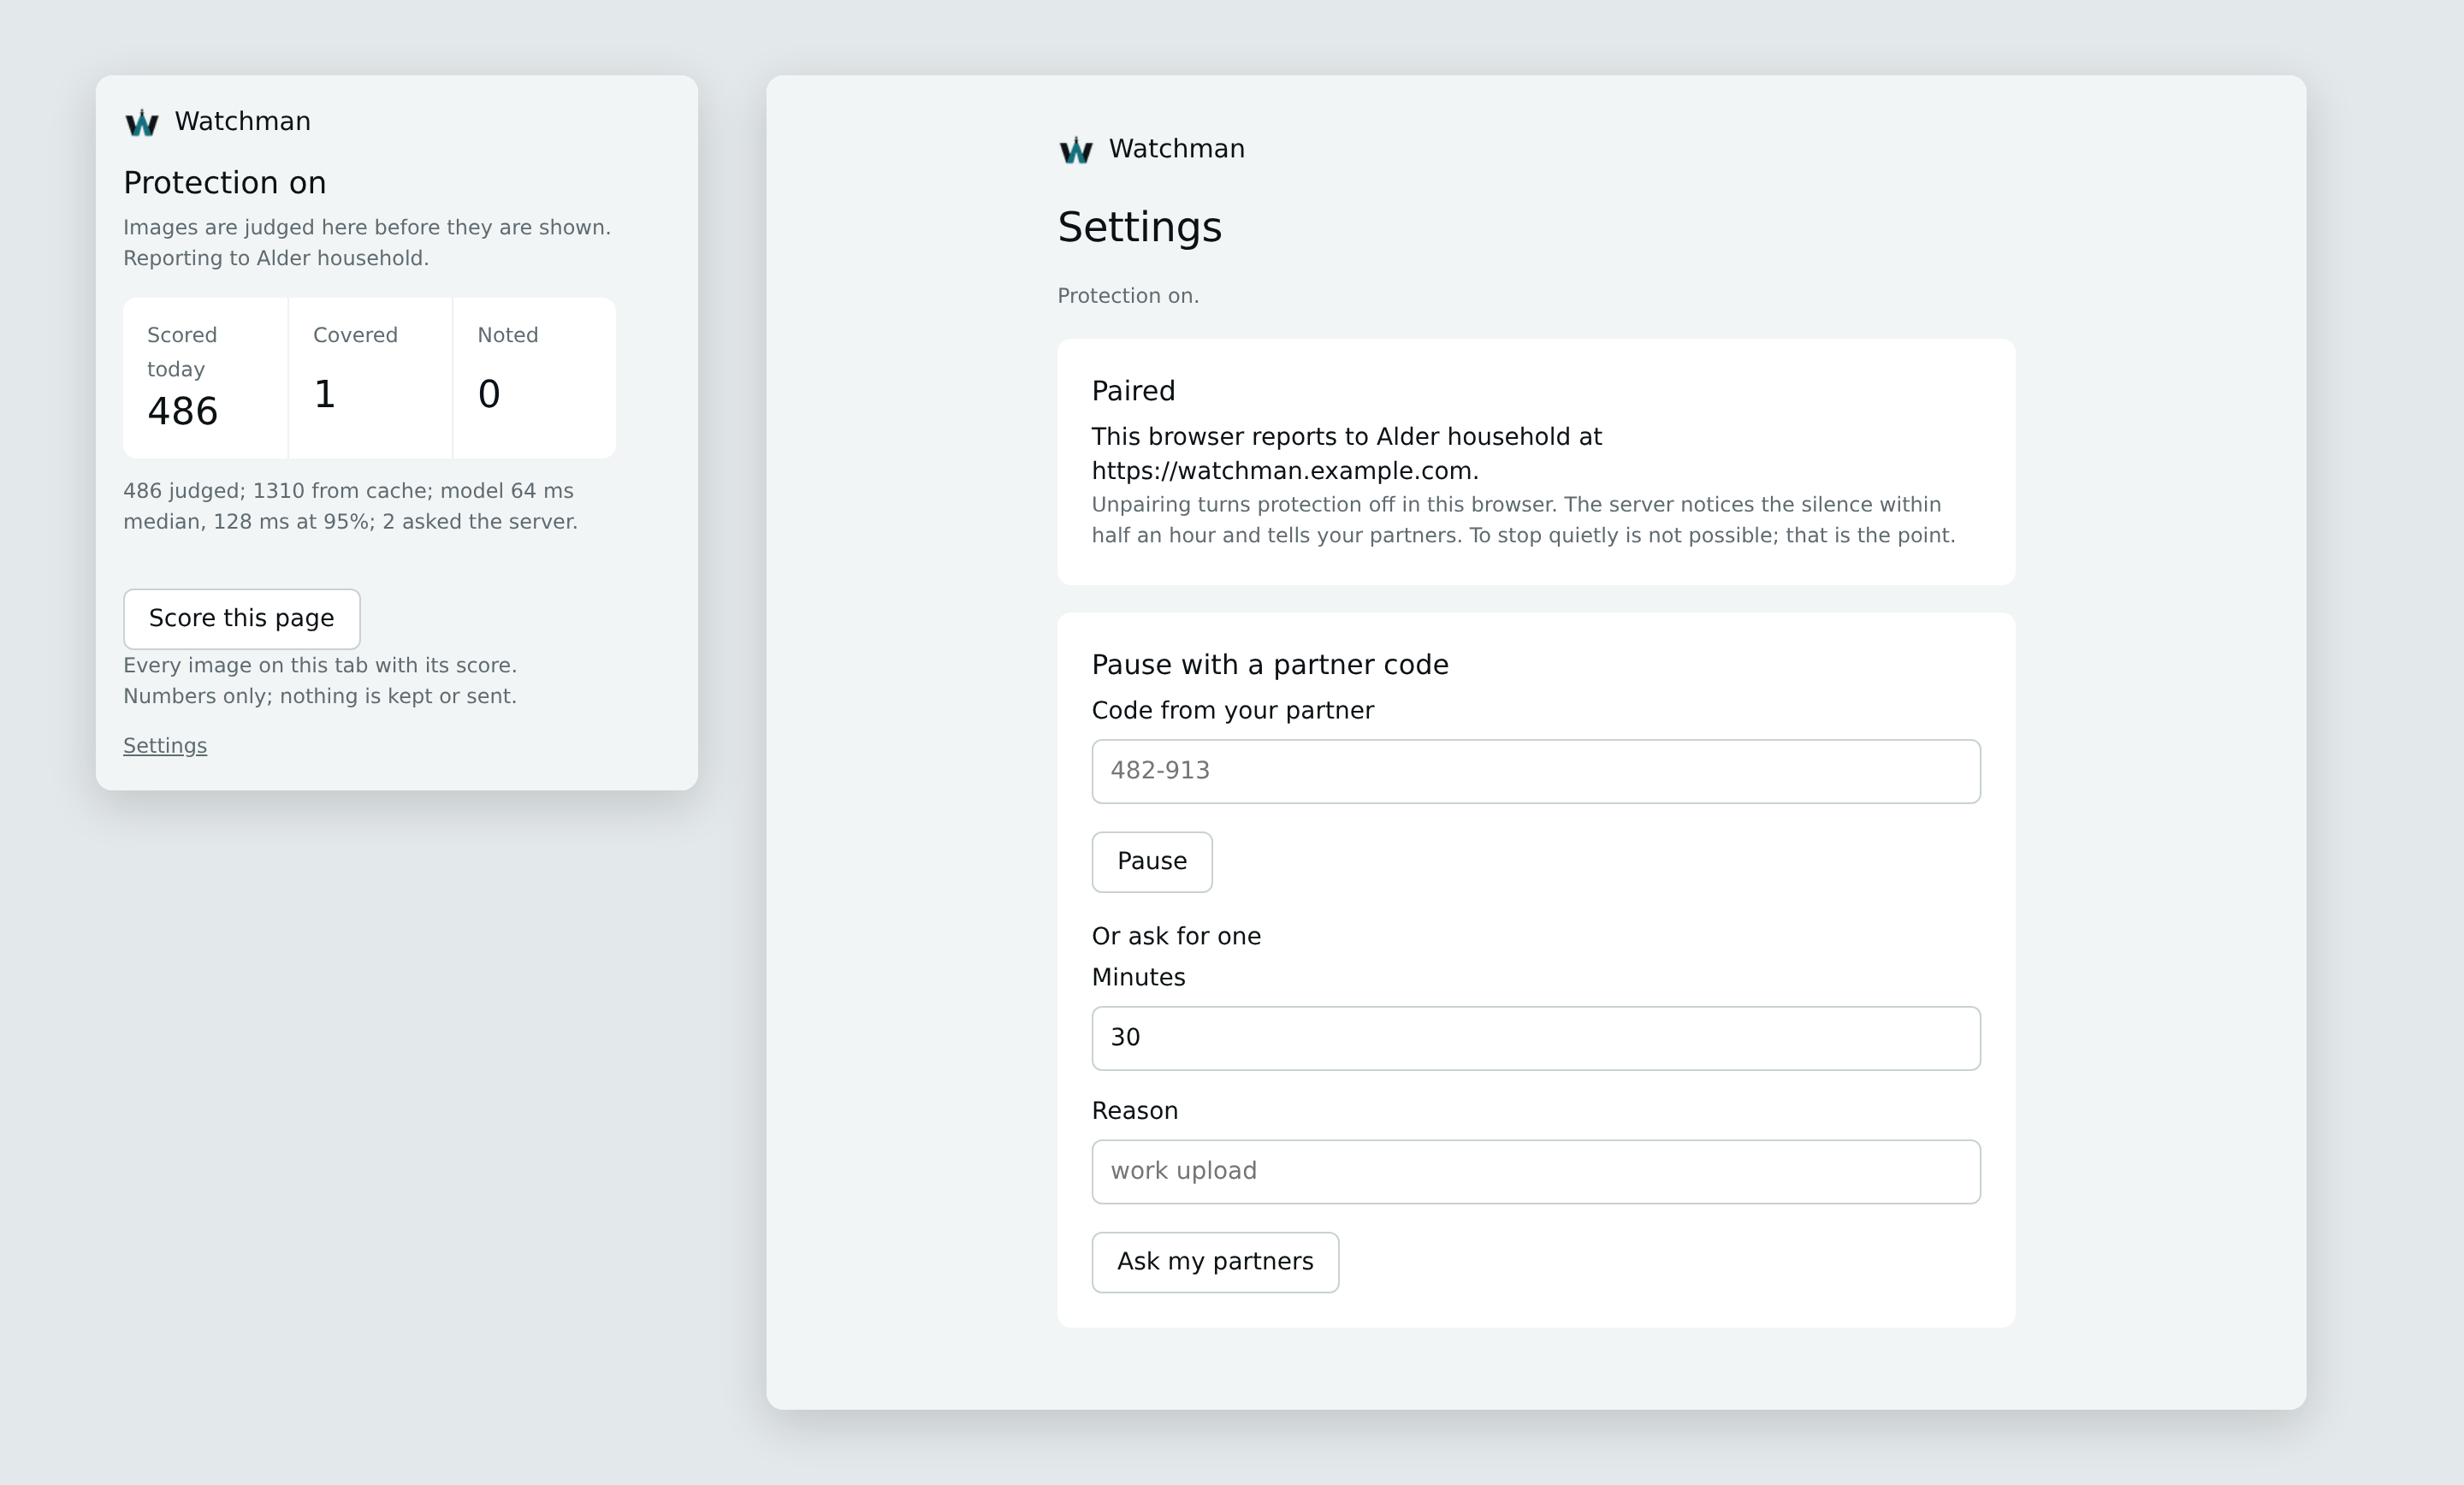 Watchman
Protection on
Images are judged here before they are shown.
Reporting to Alder household.
Scored
today
486
Covered
1
Noted
0
486 judged; 1310 from cache; model 64 ms
median, 128 ms at 95%; 2 asked the server.
Score this page
Every image on this tab with its score.
Numbers only; nothing is kept or sent.
Settings
Watchman
Settings
Protection on.
Paired
This browser reports to Alder household at
https://watchman.example.com.
Unpairing turns protection off in this browser. The server notices the silence within
half an hour and tells your partners. To stop quietly is not possible; that is the point.
Pause with a partner code
Code from your partner
482-913
Pause
Or ask for one
Minutes
30
Reason
work upload
Ask my partners